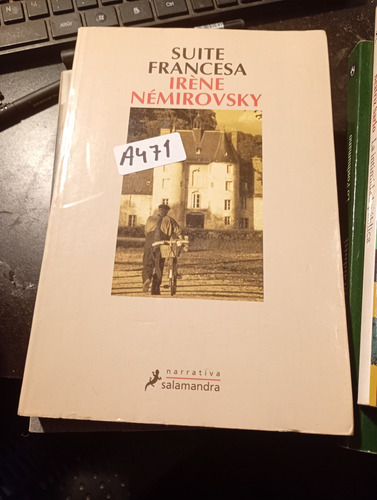 SUITE
FRANCESA
IRÈNE
NÉMIROVSKY
A471
narrativa
salamandra